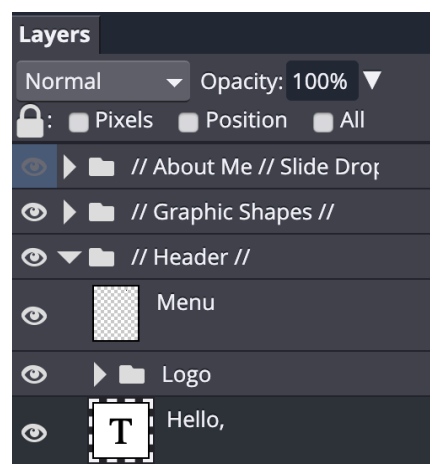 Layers
Normal Opacity: 100%
: Pixels Position All
// About Me // Slide Drop
// Graphic Shapes //
// Header //
Menu
Logo
T Hello,